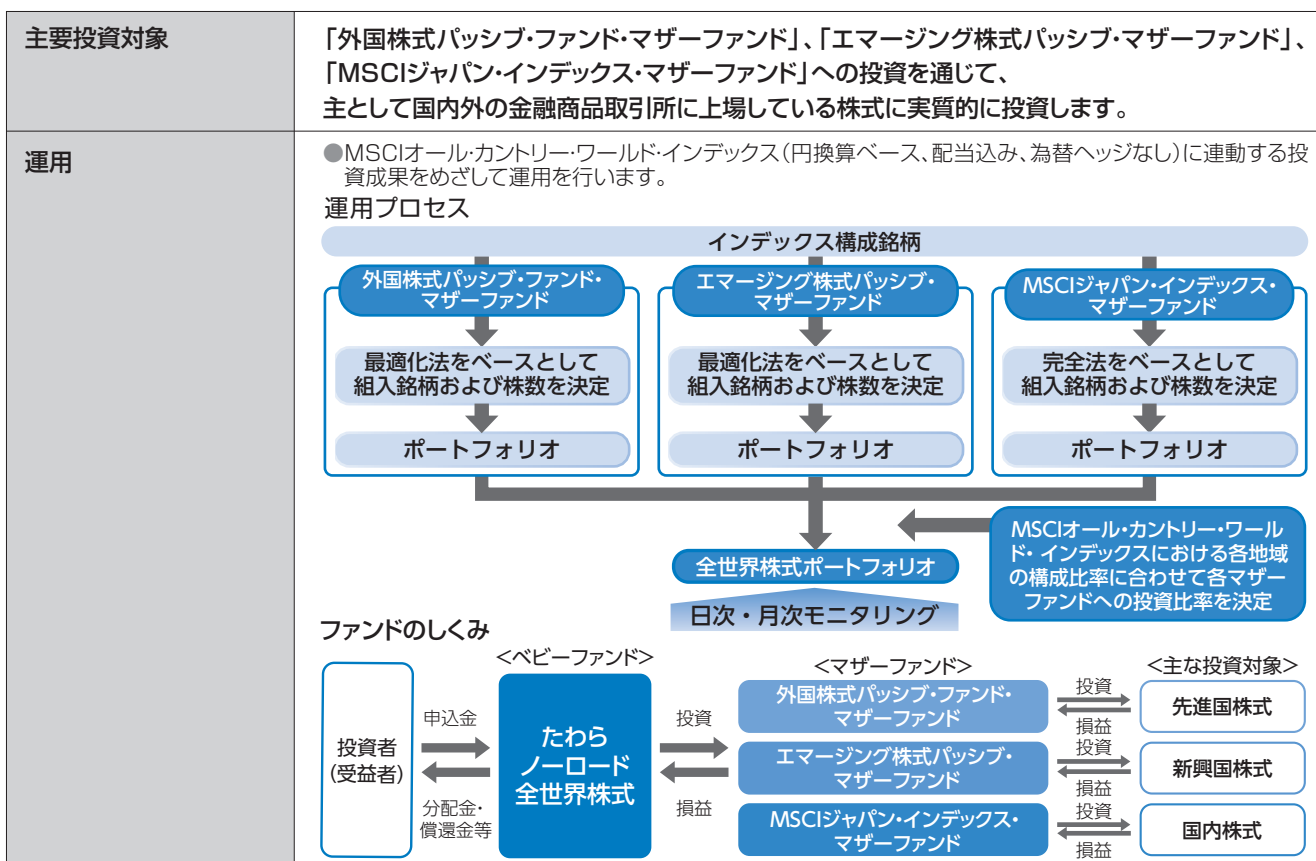 主要投資対象
「外国株式パッシブ・ファンド・マザーファンド」、「エマージング株式パッシブ・マザーファンド」、
「MSCIジャパン・インデックス・マザーファンド」への投資を通じて、
主として国内外の金融商品取引所に上場している株式に実質的に投資します。
運用
●MSCIオール・カントリー・ワールド・インデックス（円換算ベース、配当込み、為替ヘッジなし）に連動する投
資成果をめざして運用を行います。
運用プロセス
インデックス構成銘柄
外国株式パッシブ・ファンド・
マザーファンド
最適化法をベースとして
組入銘柄および株数を決定
ポートフォリオ
エマージング株式パッシブ・
マザーファンド
最適化法をベースとして
組入銘柄および株数を決定
ポートフォリオ
MSCIジャパン・インデックス・
マザーファンド
完全法をベースとして
組入銘柄および株数を決定
ポートフォリオ
MSCIオール・カントリー・ワール
ド・インデックスにおける各地域
の構成比率に合わせて各マザー
ファンドへの投資比率を決定
全世界株式ポートフォリオ
日次・月次モニタリング
ファンドのしくみ
投資者
(受益者)
申込金
分配金・
償還金等
<ベビーファンド>
たわら
ノーロード
全世界株式
投資
損益
<マザーファンド>
外国株式パッシブ・ファンド・
マザーファンド
エマージング株式パッシブ・
マザーファンド
MSCIジャパン・インデックス・
マザーファンド
投資
損益
投資
損益
投資
損益
<主な投資対象>
先進国株式
新興国株式
国内株式